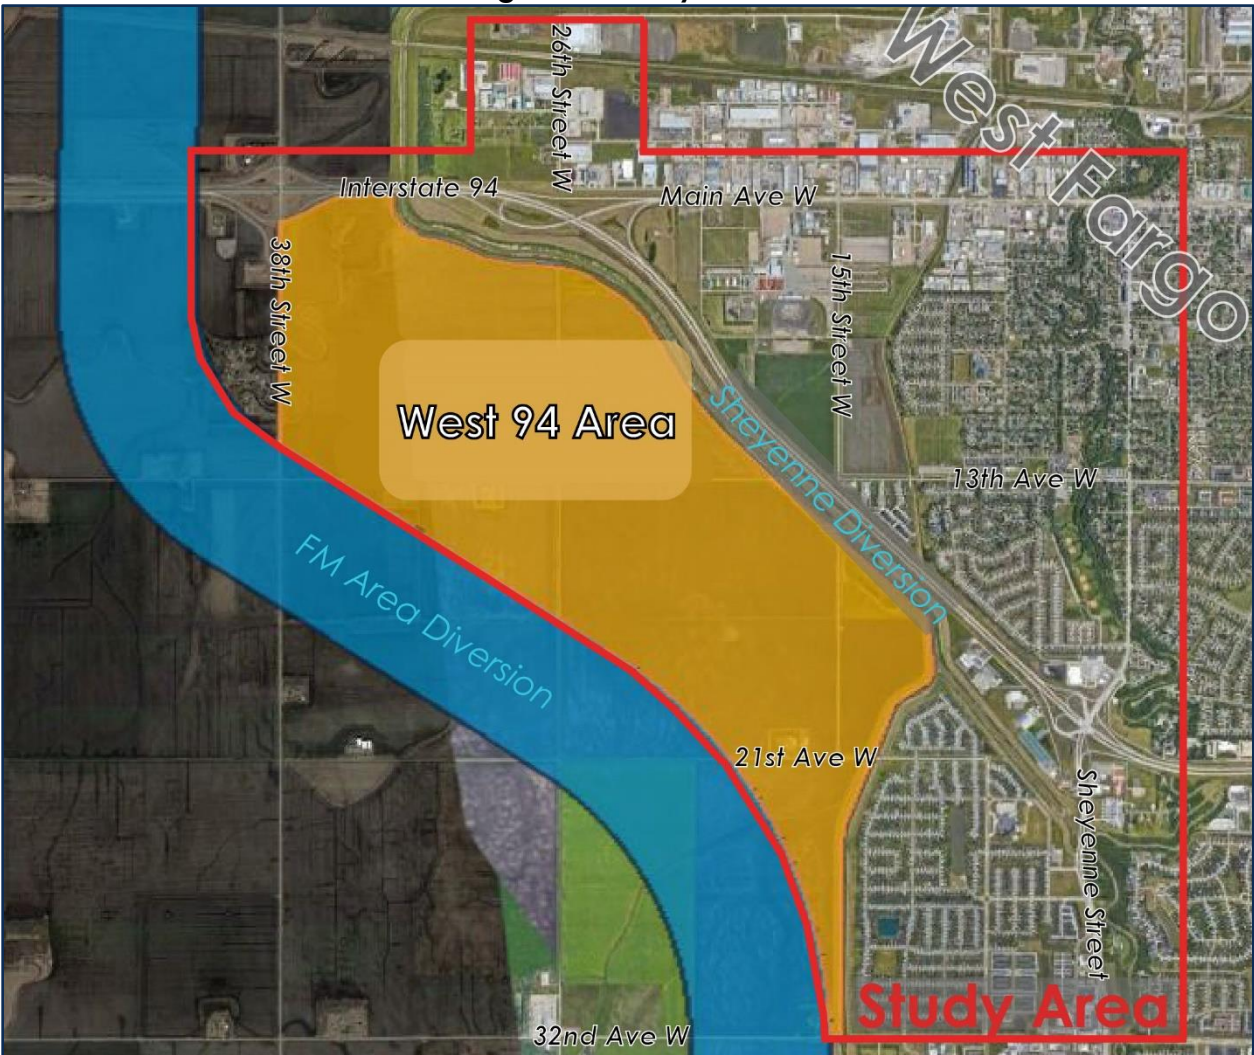 26th Street W
West Fargo
Interstate 94
Main Ave W
38th Street W
15th Street W
West 94 Area
Sheyenne Diversion
13th Ave W
FM Area Diversion
21st Ave W
Sheyenne Street
Study Area
32nd Ave W